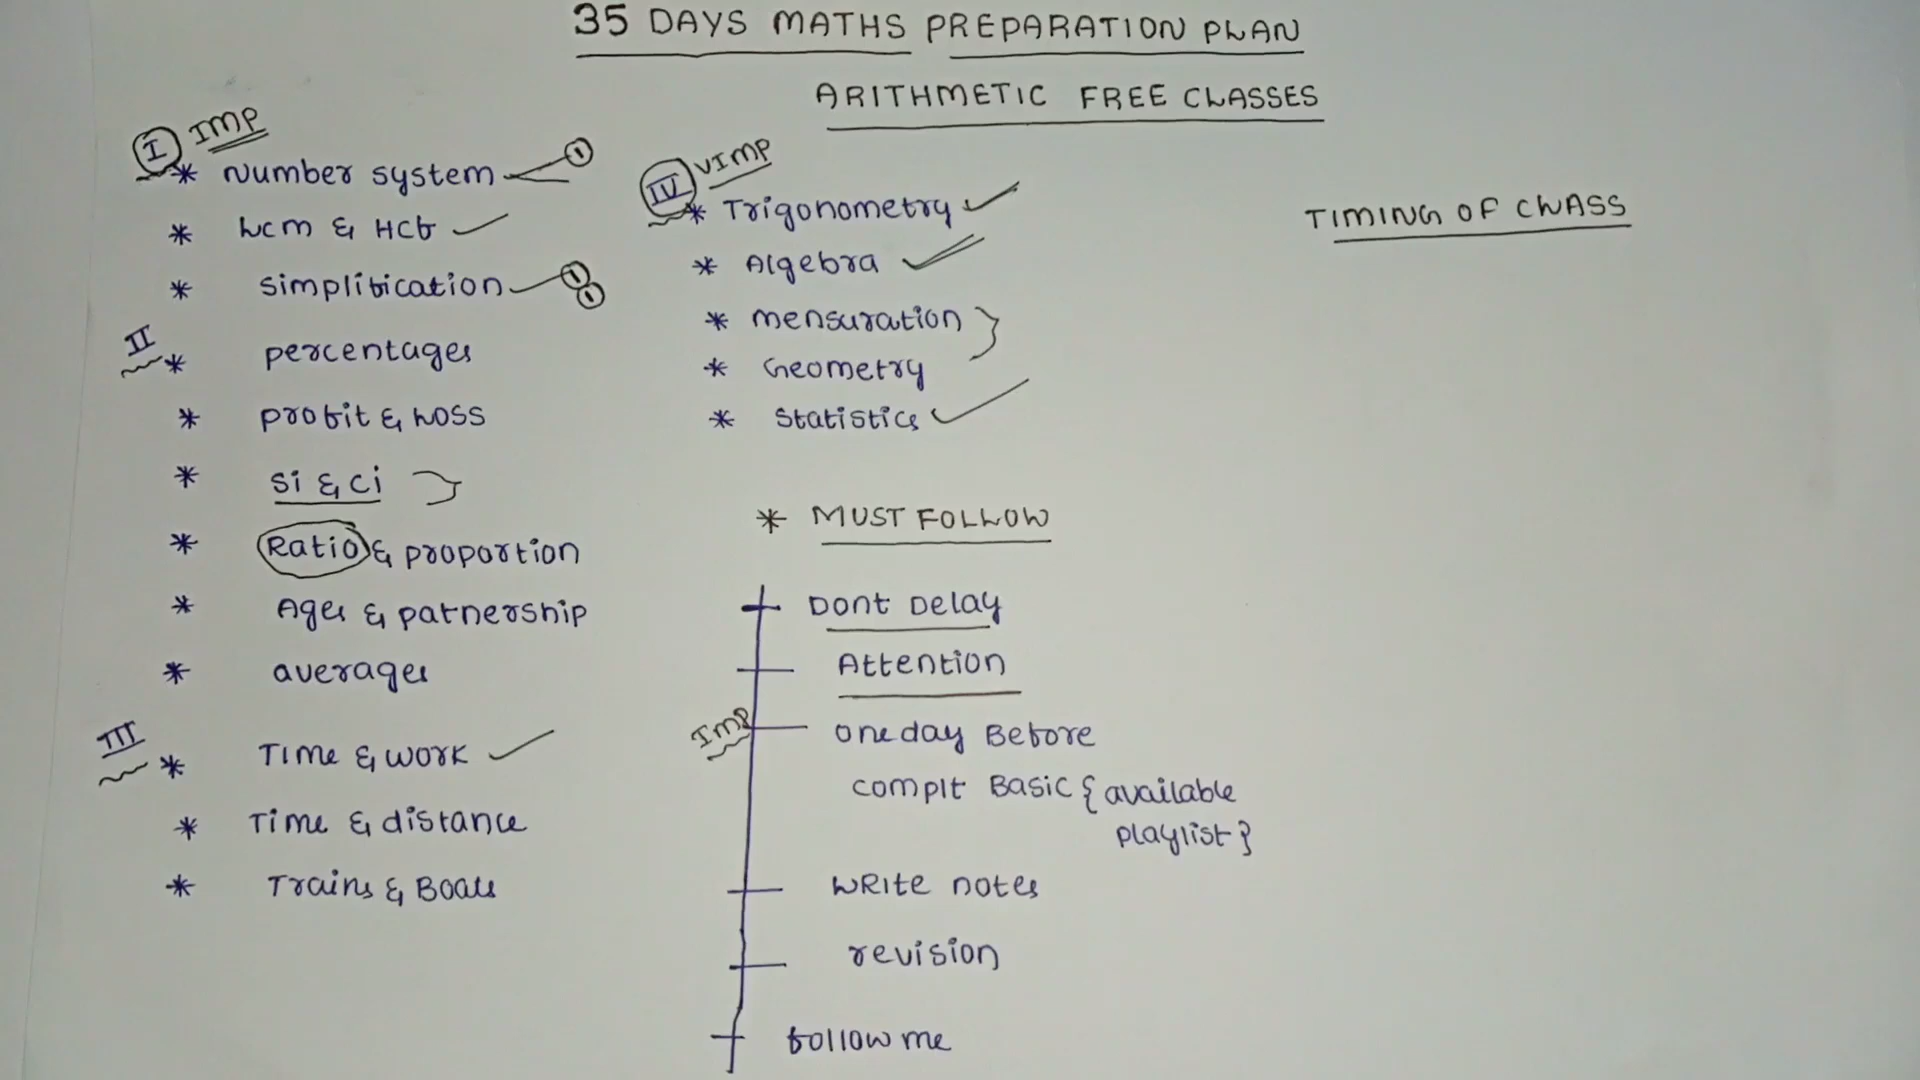 35 DAYS MATHS PREPARATION PLAN
ARITHMETIC FREE CLASSES
I IMP
* Number system ①
* Lcm & HCf
* Simplification ① ①
II
* percentages
* profit & Loss
* Si & Ci }
* Ratio & proportion
* Ages & patnership
* averages
III
* Time & work
* Time & distance
* Trains & Boats
IV VIMP
* Trigonometry
* Algebra
* mensuration }
* Geometry
* Statistics
* MUST FOLLOW
DONT DELAY
Attention
Imp one day Before
complt Basic { available
playlist }
WRite notes
revision
follow me
TIMING OF CLASS